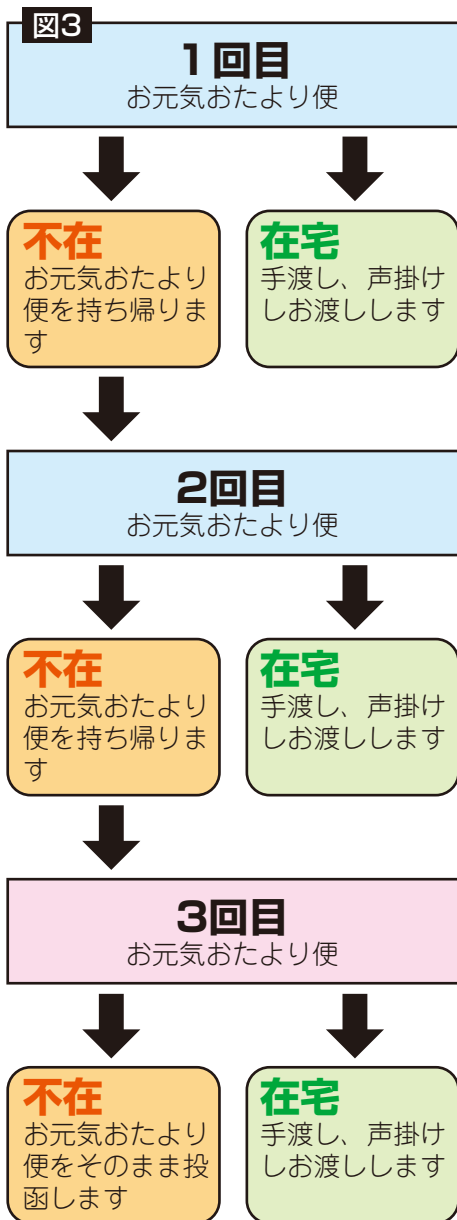 図3
1回目
お元気おたより便
不在
お元気おたより
便を持ち帰りま
す
在宅
手渡し、声掛け
しお渡しします
2回目
お元気おたより便
不在
お元気おたより
便を持ち帰りま
す
在宅
手渡し、声掛け
しお渡しします
3回目
お元気おたより便
不在
お元気おたより
便をそのまま投
函します
在宅
手渡し、声掛け
しお渡しします